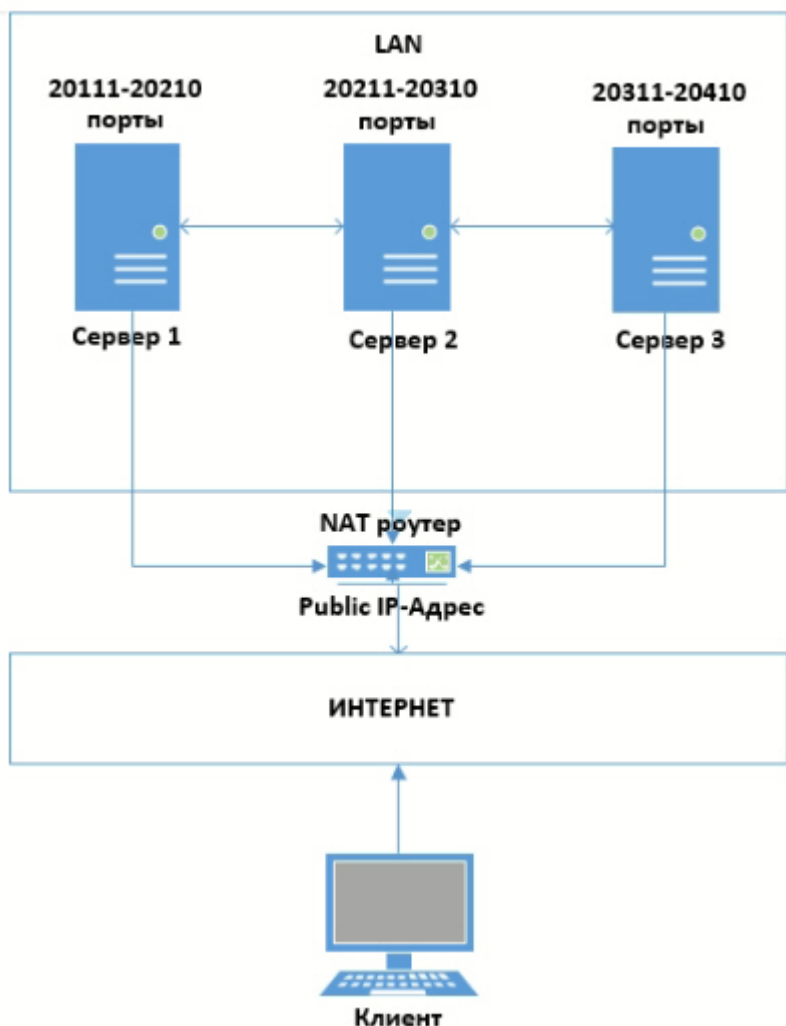 LAN
20111-20210
порты
20211-20310
порты
20311-20410
порты
Сервер 1
Сервер 2
Сервер 3
NAT роутер
Public IP-Адрес
ИНТЕРНЕТ
Клиент